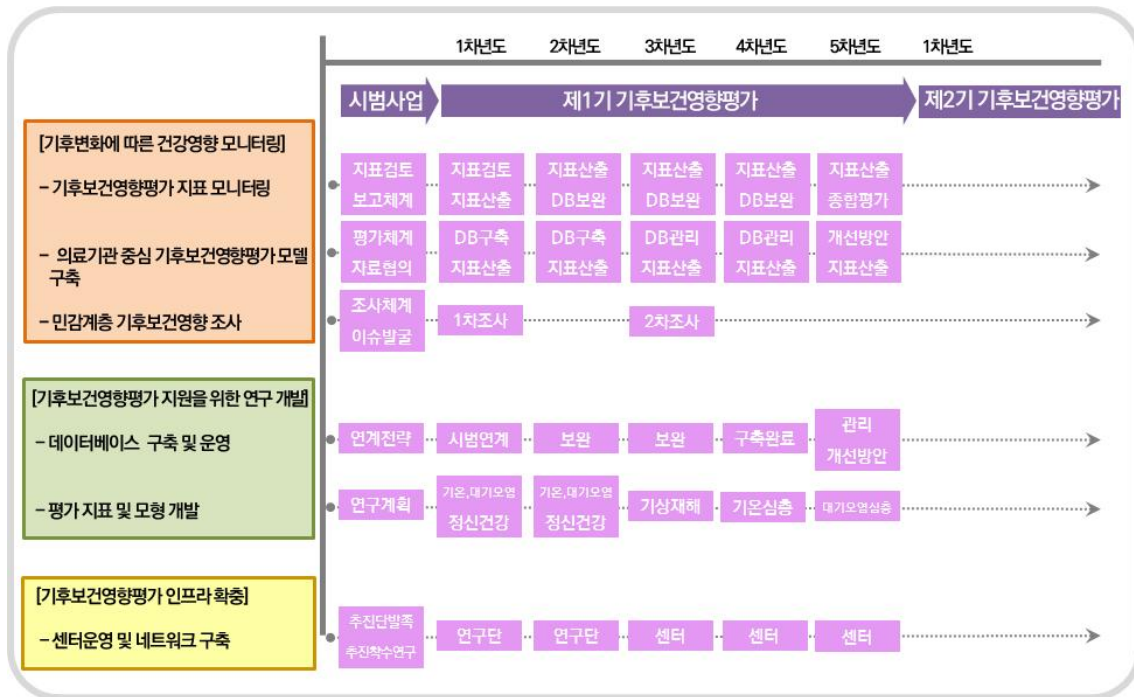 1차년도 2차년도 3차년도 4차년도 5차년도 1차년도
시범사업 제1기 기후보건영향평가 제2기 기후보건영향평가
[기후변화에 따른 건강영향 모니터링]
– 기후보건영향평가 지표 모니터링
지표검토 지표검토 지표산출 지표산출 지표산출 지표산출
보고체계 지표산출 DB보완 DB보완 DB보완 종합평가
– 의료기관 중심 기후보건영향평가 모델
구축
평가체계 DB구축 DB구축 DB관리 DB관리 개선방안
자료협의 지표산출 지표산출 지표산출 지표산출 지표산출
– 민감계층 기후보건영향 조사
조사체계 1차조사 2차조사
이슈발굴
[기후보건영향평가 지원을 위한 연구 개발]
– 데이터베이스 구축 및 운영
연계전략 시범연계 보완 보완 구축완료 관리
개선방안
– 평가 지표 및 모형 개발
연구계획 기온,대기오염 기온,대기오염 기상재해 기온심층 대기오염심층
정신건강 정신건강
[기후보건영향평가 인프라 확충]
– 센터운영 및 네트워크 구축
추진단발족 연구단 연구단 센터 센터 센터
추진학수연구